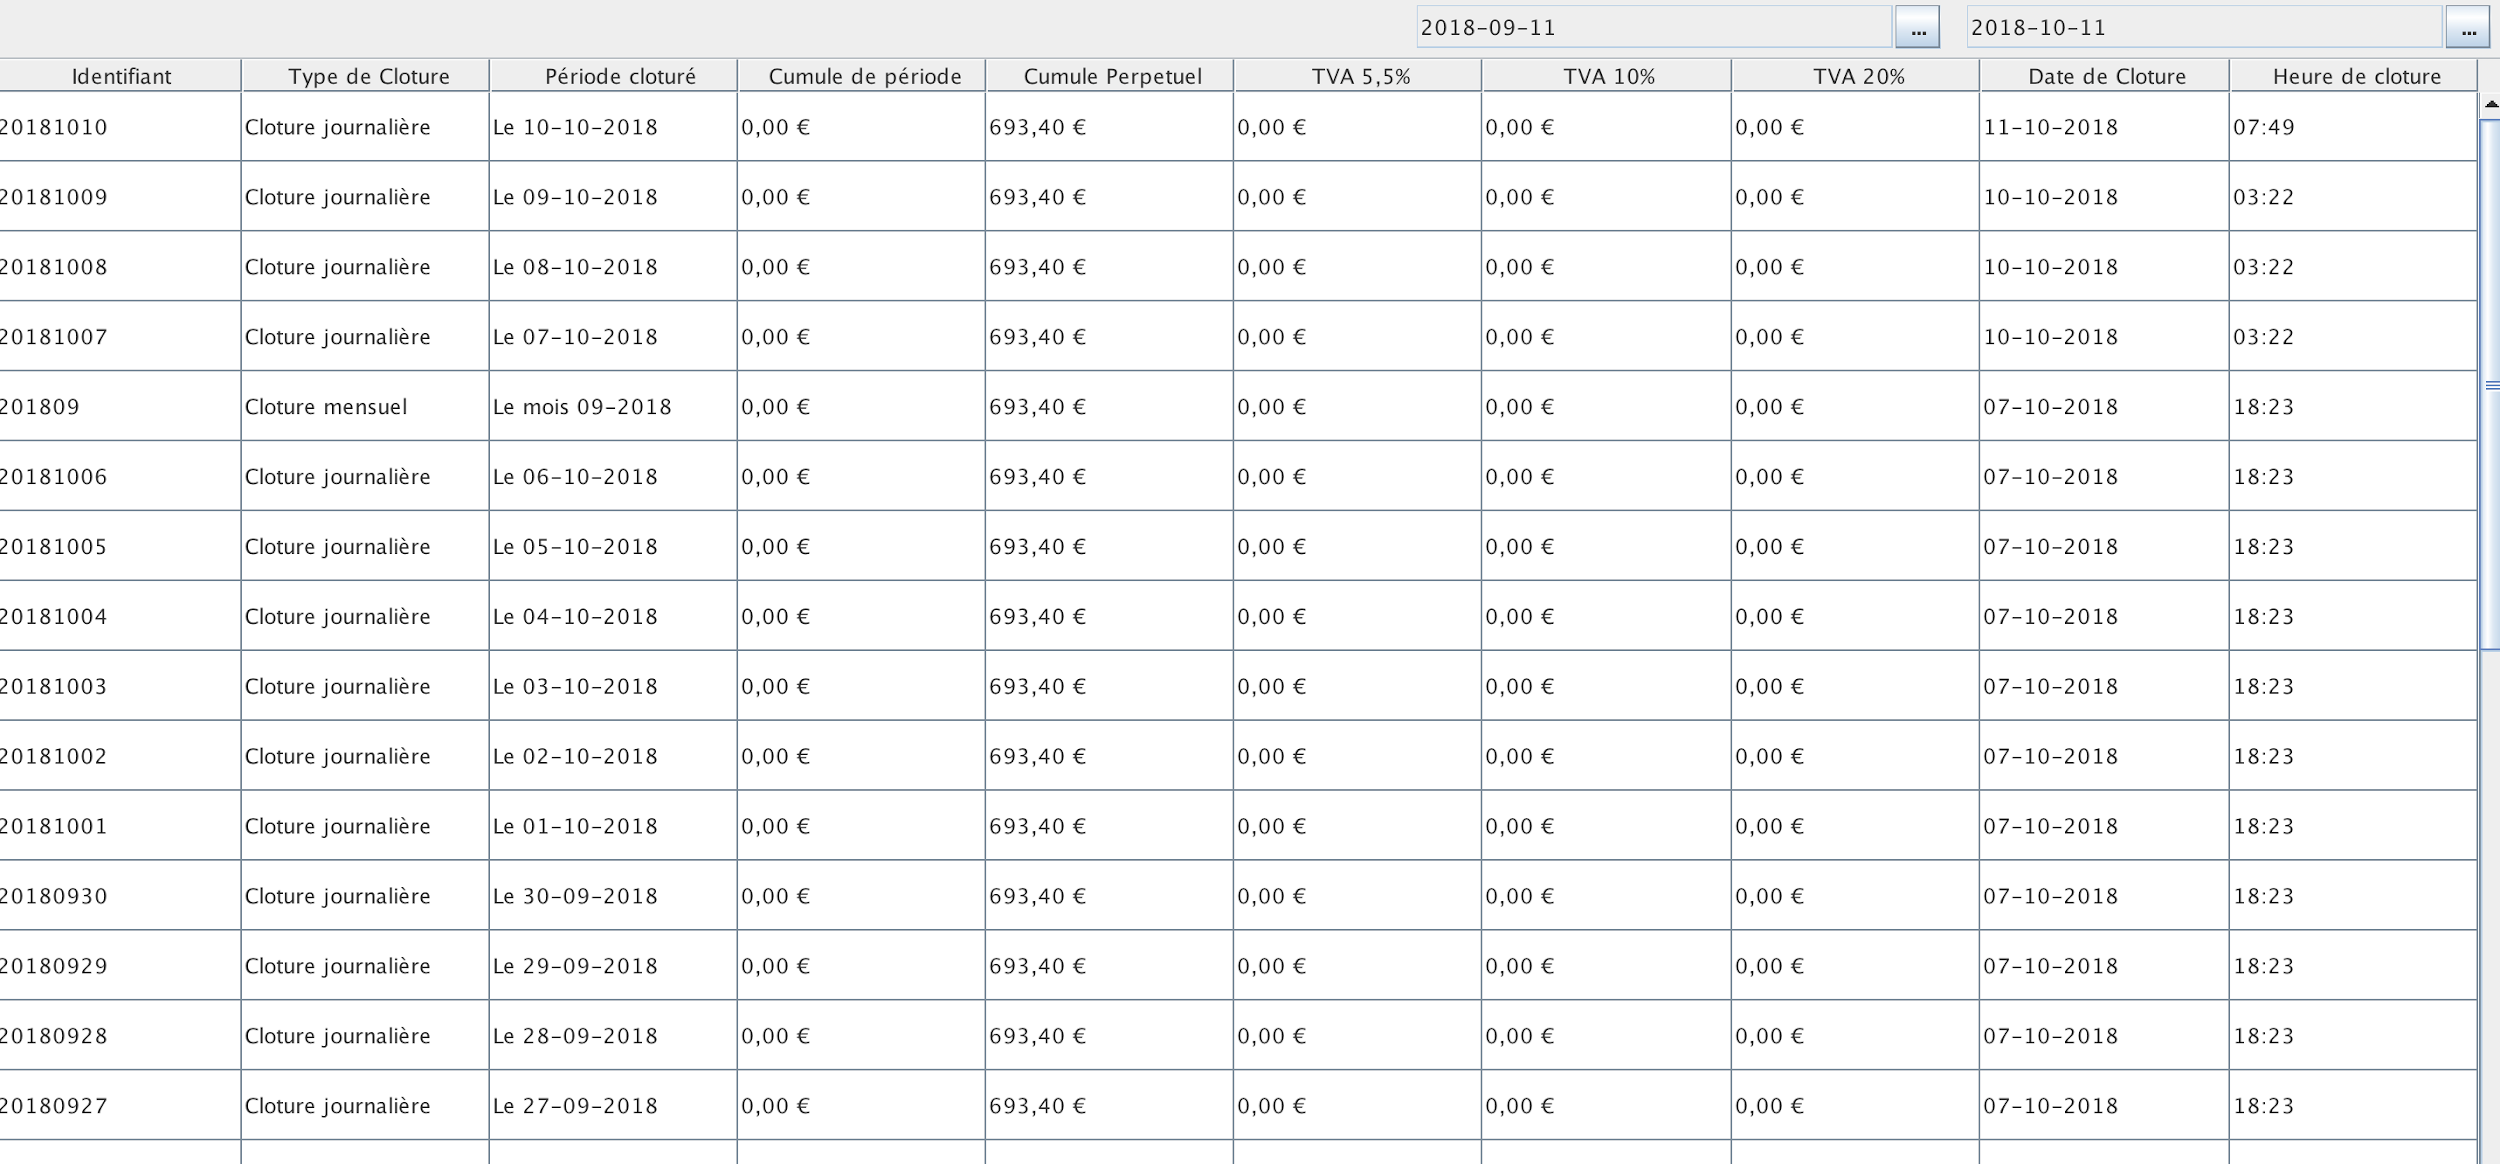 2018-09-11 ... 2018-10-11 ...
Identifiant Type de Cloture Période cloturé Cumule de période Cumule Perpetuel TVA 5,5% TVA 10% TVA 20% Date de Cloture Heure de cloture
20181010 Cloture journalière Le 10-10-2018 0,00 € 693,40 € 0,00 € 0,00 € 0,00 € 11-10-2018 07:49
20181009 Cloture journalière Le 09-10-2018 0,00 € 693,40 € 0,00 € 0,00 € 0,00 € 10-10-2018 03:22
20181008 Cloture journalière Le 08-10-2018 0,00 € 693,40 € 0,00 € 0,00 € 0,00 € 10-10-2018 03:22
20181007 Cloture journalière Le 07-10-2018 0,00 € 693,40 € 0,00 € 0,00 € 0,00 € 10-10-2018 03:22
201809 Cloture mensuel Le mois 09-2018 0,00 € 693,40 € 0,00 € 0,00 € 0,00 € 07-10-2018 18:23
20181006 Cloture journalière Le 06-10-2018 0,00 € 693,40 € 0,00 € 0,00 € 0,00 € 07-10-2018 18:23
20181005 Cloture journalière Le 05-10-2018 0,00 € 693,40 € 0,00 € 0,00 € 0,00 € 07-10-2018 18:23
20181004 Cloture journalière Le 04-10-2018 0,00 € 693,40 € 0,00 € 0,00 € 0,00 € 07-10-2018 18:23
20181003 Cloture journalière Le 03-10-2018 0,00 € 693,40 € 0,00 € 0,00 € 0,00 € 07-10-2018 18:23
20181002 Cloture journalière Le 02-10-2018 0,00 € 693,40 € 0,00 € 0,00 € 0,00 € 07-10-2018 18:23
20181001 Cloture journalière Le 01-10-2018 0,00 € 693,40 € 0,00 € 0,00 € 0,00 € 07-10-2018 18:23
20180930 Cloture journalière Le 30-09-2018 0,00 € 693,40 € 0,00 € 0,00 € 0,00 € 07-10-2018 18:23
20180929 Cloture journalière Le 29-09-2018 0,00 € 693,40 € 0,00 € 0,00 € 0,00 € 07-10-2018 18:23
20180928 Cloture journalière Le 28-09-2018 0,00 € 693,40 € 0,00 € 0,00 € 0,00 € 07-10-2018 18:23
20180927 Cloture journalière Le 27-09-2018 0,00 € 693,40 € 0,00 € 0,00 € 0,00 € 07-10-2018 18:23